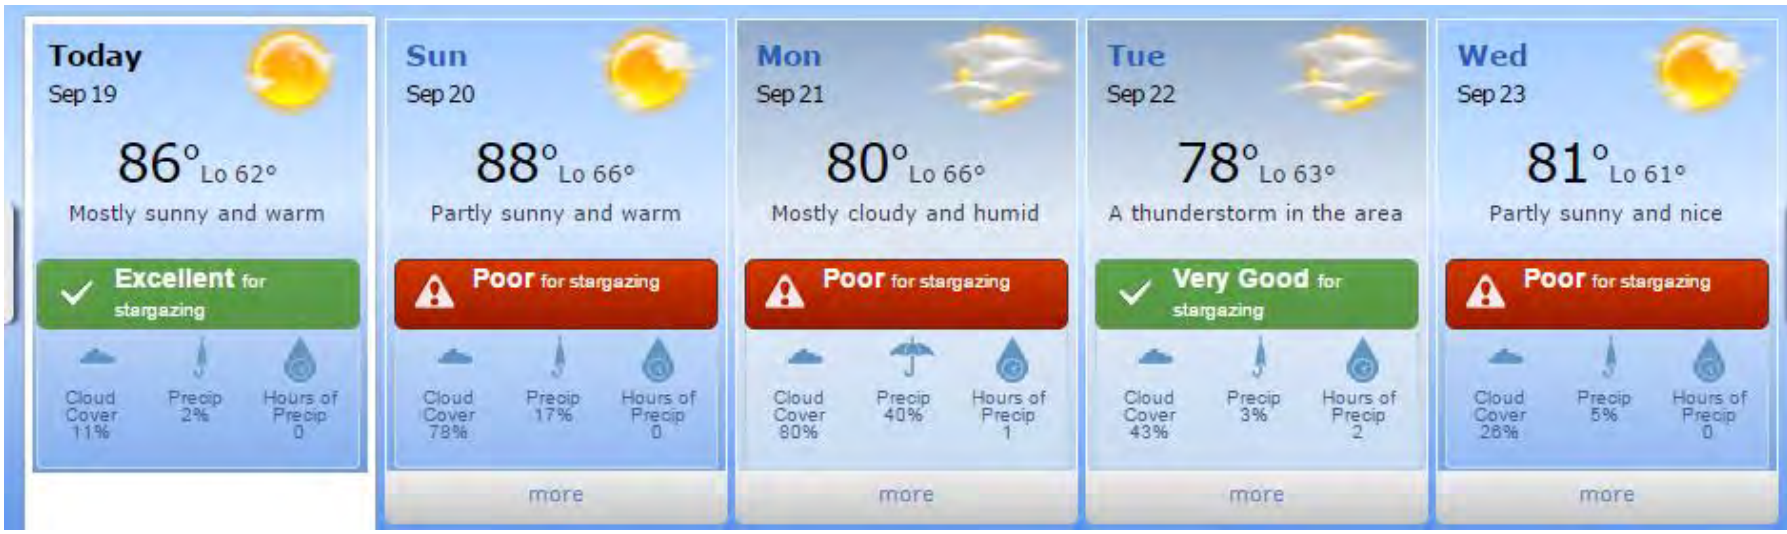 Today
Sep 19
86° Lo 62°
Mostly sunny and warm
Excellent for
stargazing
Cloud
Cover
11%
Precip
2%
Hours of
Precip
0
Sun
Sep 20
88° Lo 66°
Partly sunny and warm
Poor for stargazing
Cloud
Cover
78%
Precip
17%
Hours of
Precip
0
more
Mon
Sep 21
80° Lo 66°
Mostly cloudy and humid
Poor for stargazing
Cloud
Cover
80%
Precip
40%
Hours of
Precip
1
more
Tue
Sep 22
78° Lo 63°
A thunderstorm in the area
Very Good for
stargazing
Cloud
Cover
43%
Precip
3%
Hours of
Precip
2
more
Wed
Sep 23
81° Lo 61°
Partly sunny and nice
Poor for stargazing
Cloud
Cover
26%
Precip
5%
Hours of
Precip
0
more